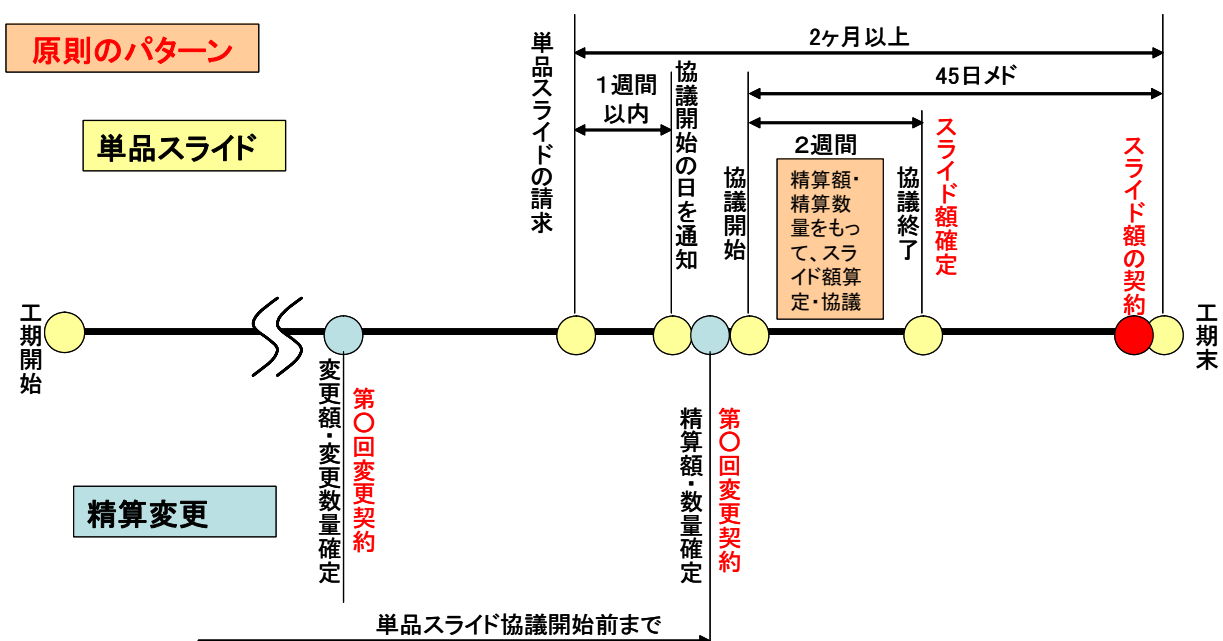 原則のパターン
単品スライド
単品スライドの請求
2ヶ月以上
1週間
以内
協議開始の日を通知
45日メド
協議開始
2週間
精算額・
精算数
量をもっ
て、スラ
イド額算
定・協議
協議終了
スライド額確定
スライド額の契約
工期開始
工期末
変更額・変更数量確定
第〇回変更契約
精算額・数量確定
第〇回変更契約
精算変更
単品スライド協議開始前まで